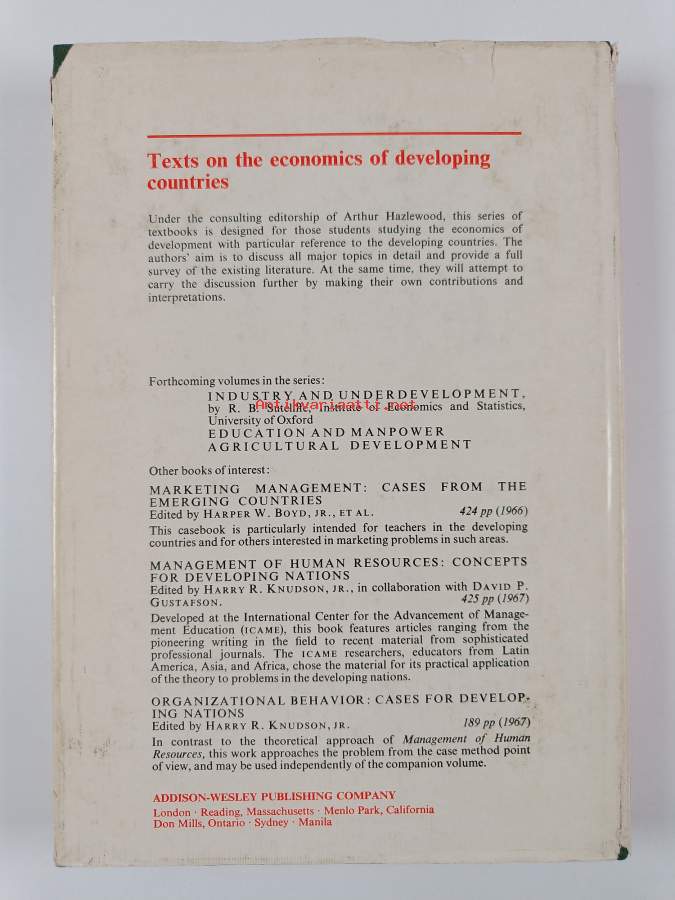 Texts on the economics of developing
countries
Under the consulting editorship of Arthur Hazlewood, this series of
textbooks is designed for those students studying the economics of
development with particular reference to the developing countries. The
authors' aim is to discuss all major topics in detail and provide a full
survey of the existing literature. At the same time, they will attempt to
carry the discussion further by making their own contributions and
interpretations.
Forthcoming volumes in the series:
INDUSTRY AND UNDERDEVELOPMENT,
Antikvariaatti.net
by R. B. Sutcliffe, Institute of Economics and Statistics,
University of Oxford
EDUCATION AND MANPOWER
AGRICULTURAL DEVELOPMENT
Other books of interest:
MARKETING MANAGEMENT: CASES FROM THE
EMERGING COUNTRIES
Edited by HARPER W. BOYD, JR., ET AL. 424 pp (1966)
This casebook is particularly intended for teachers in the developing
countries and for others interested in marketing problems in such areas.
MANAGEMENT OF HUMAN RESOURCES: CONCEPTS
FOR DEVELOPING NATIONS
Edited by HARRY R. KNUDSON, JR., in collaboration with DAVID P.
GUSTAFSON. 425 pp (1967)
Developed at the International Center for the Advancement of Manage-
ment Education (ICAME), this book features articles ranging from the
pioneering writing in the field to recent material from sophisticated
professional journals. The ICAME researchers, educators from Latin
America, Asia, and Africa, chose the material for its practical application
of the theory to problems in the developing nations.
ORGANIZATIONAL BEHAVIOR: CASES FOR DEVELOP-
ING NATIONS
Edited by HARRY R. KNUDSON, JR. 189 pp (1967)
In contrast to the theoretical approach of Management of Human
Resources, this work approaches the problem from the case method point
of view, and may be used independently of the companion volume.
ADDISON-WESLEY PUBLISHING COMPANY
London · Reading, Massachusetts · Menlo Park, California
Don Mills, Ontario · Sydney · Manila